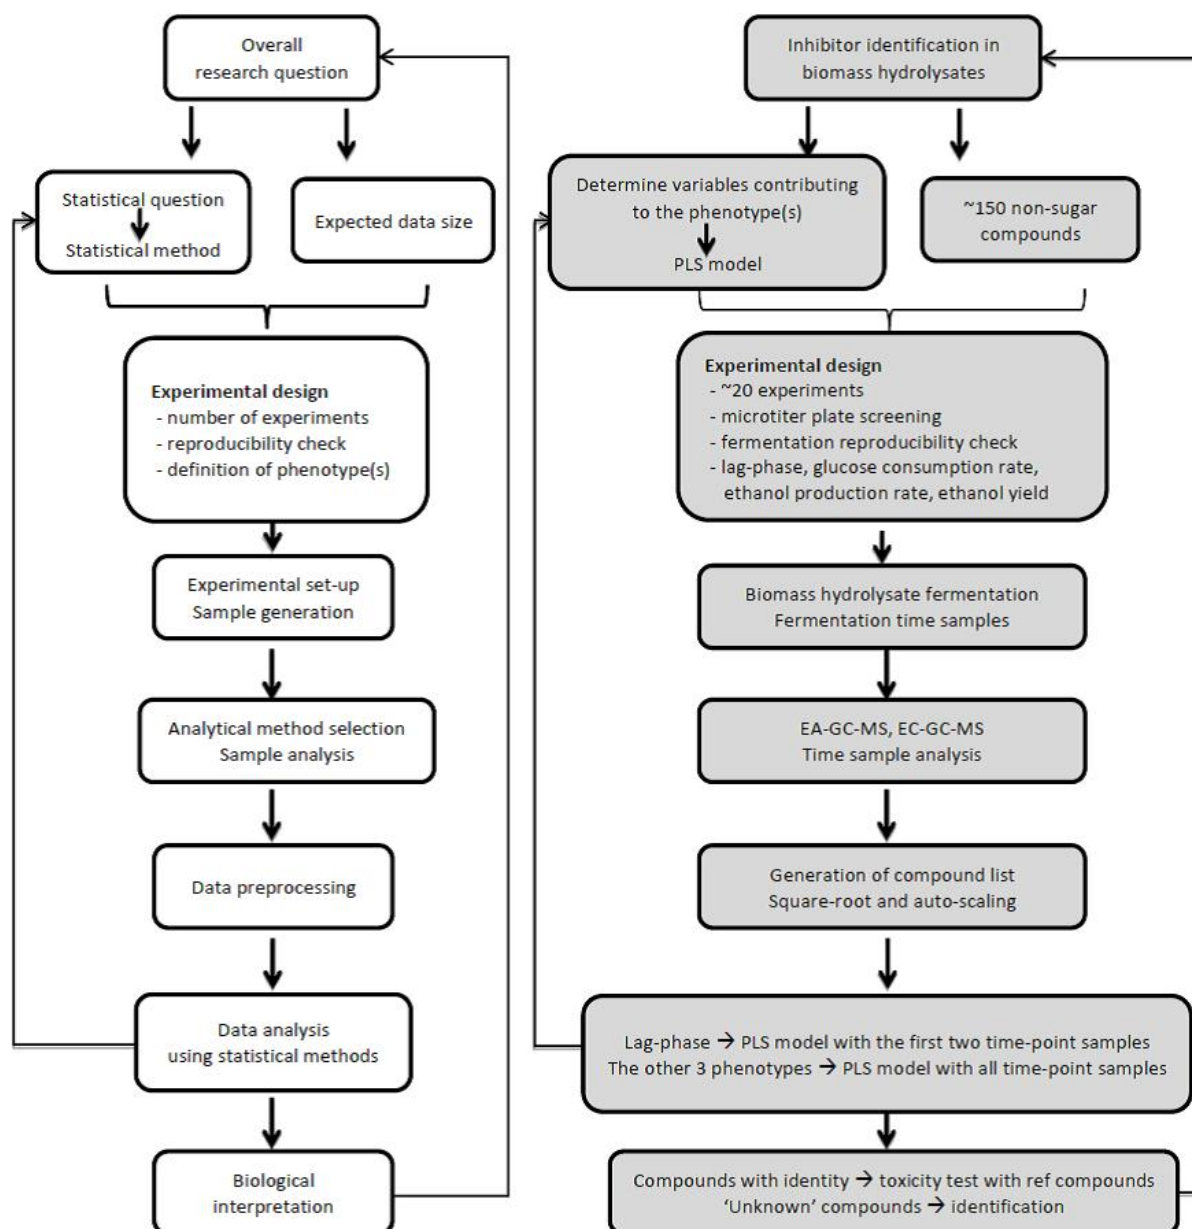 Overall
research question
Statistical question
Statistical method
Expected data size
Experimental design
- number of experiments
- reproducibility check
- definition of phenotype(s)
Experimental set-up
Sample generation
Analytical method selection
Sample analysis
Data preprocessing
Data analysis
using statistical methods
Biological
interpretation
Inhibitor identification in
biomass hydrolysates
Determine variables contributing
to the phenotype(s)
PLS model
~150 non-sugar
compounds
Experimental design
- ~20 experiments
- microtiter plate screening
- fermentation reproducibility check
- lag-phase, glucose consumption rate,
ethanol production rate, ethanol yield
Biomass hydrolysate fermentation
Fermentation time samples
EA-GC-MS, EC-GC-MS
Time sample analysis
Generation of compound list
Square-root and auto-scaling
Lag-phase → PLS model with the first two time-point samples
The other 3 phenotypes → PLS model with all time-point samples
Compounds with identity → toxicity test with ref compounds
‘Unknown’ compounds → identification